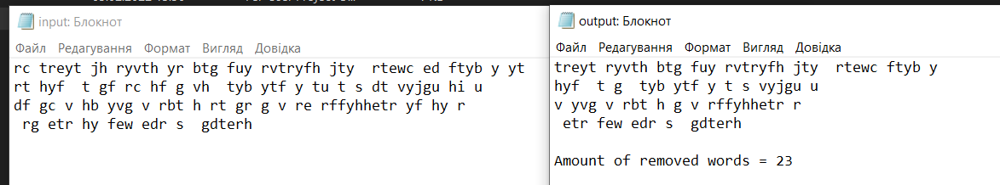 input: Блокнот
Файл Редагування Формат Вигляд Довідка
rc treyt jh ryvth yr btg fuy rvtryfh jty  rtewc ed ftyb y yt
rt hyf  t gf rc hf g vh  tyb ytf y tu t s dt vyjgu hi u
df gc v hb yvg v rbt h rt gr g v re rffyhhetr yf hy r
 rg etr hy few edr s  gdterh
output: Блокнот
Файл Редагування Формат Вигляд Довідка
treyt ryvth btg fuy rvtryfh jty  rtewc ftyb y
hyf  t g  tyb ytf y t s vyjgu u
v yvg v rbt h g v rffyhhetr r
 etr few edr s  gdterh
Amount of removed words = 23